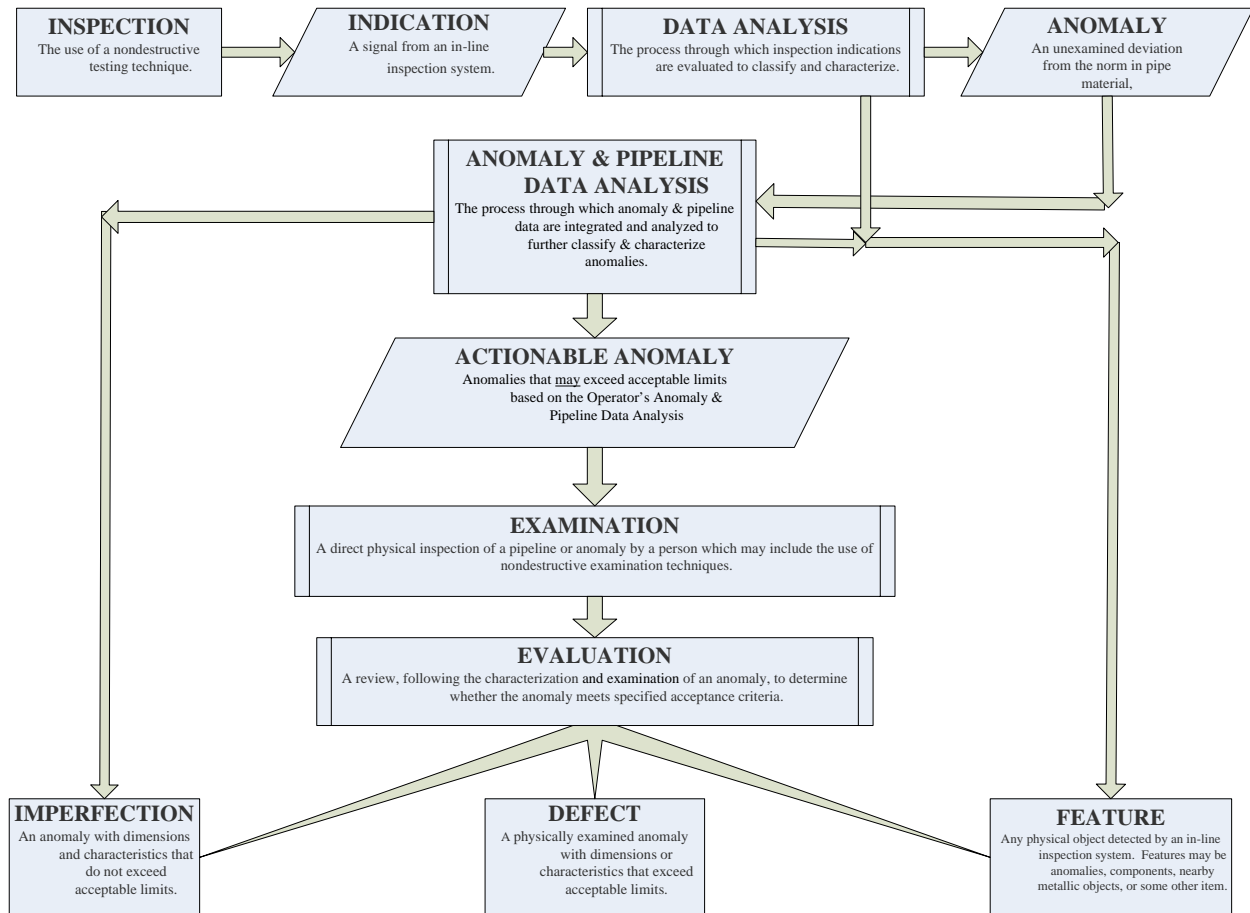 INSPECTION
The use of a nondestructive
testing technique.
INDICATION
A signal from an in-line
inspection system.
DATA ANALYSIS
The process through which inspection indications
are evaluated to classify and characterize.
ANOMALY
An unexamined deviation
from the norm in pipe
material,
ANOMALY & PIPELINE
DATA ANALYSIS
The process through which anomaly & pipeline
data are integrated and analyzed to
further classify & characterize
anomalies.
ACTIONABLE ANOMALY
Anomalies that may exceed acceptable limits
based on the Operator's Anomaly &
Pipeline Data Analysis
EXAMINATION
A direct physical inspection of a pipeline or anomaly by a person which may include the use of
nondestructive examination techniques.
EVALUATION
A review, following the characterization and examination of an anomaly, to determine
whether the anomaly meets specified acceptance criteria.
IMPERFECTION
An anomaly with dimensions
and characteristics that
do not exceed
acceptable limits.
DEFECT
A physically examined anomaly
with dimensions or
characteristics that exceed
acceptable limits.
FEATURE
Any physical object detected by an in-line
inspection system. Features may be
anomalies, components, nearby
metallic objects, or some other item.